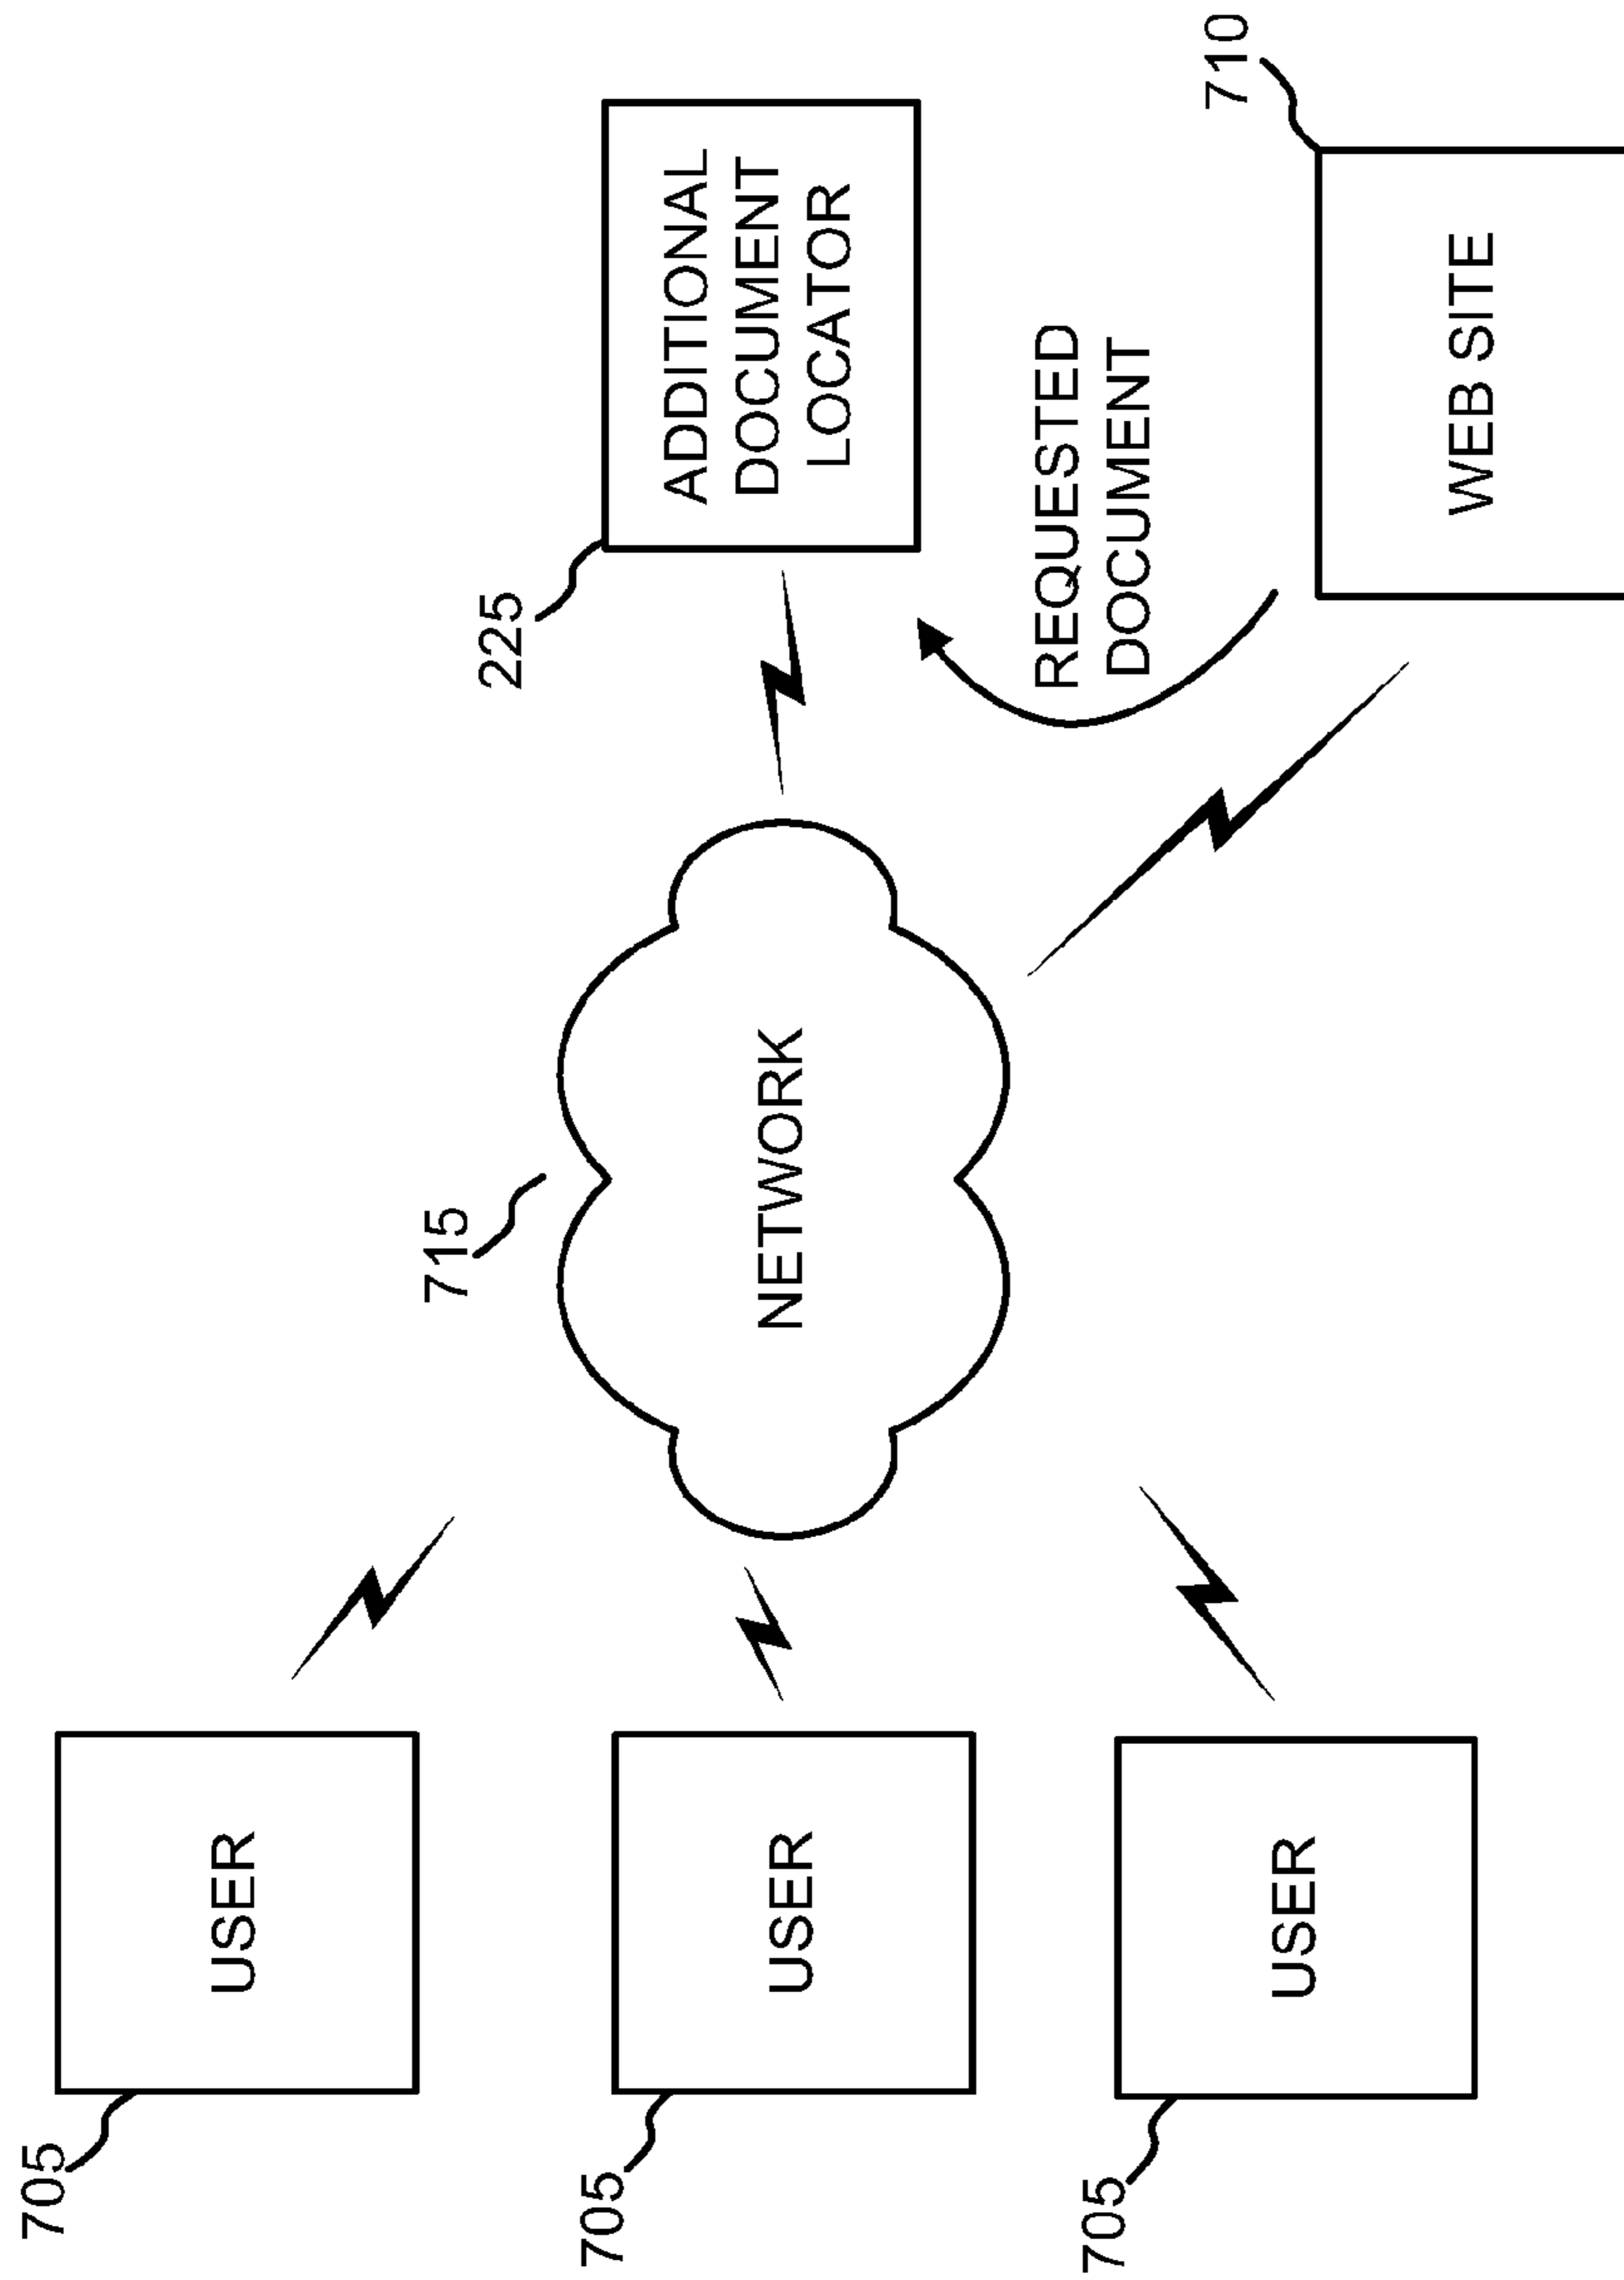 705
USER
705
USER
705
USER
715
NETWORK
225
ADDITIONAL
DOCUMENT
LOCATOR
REQUESTED
DOCUMENT
710
WEB SITE